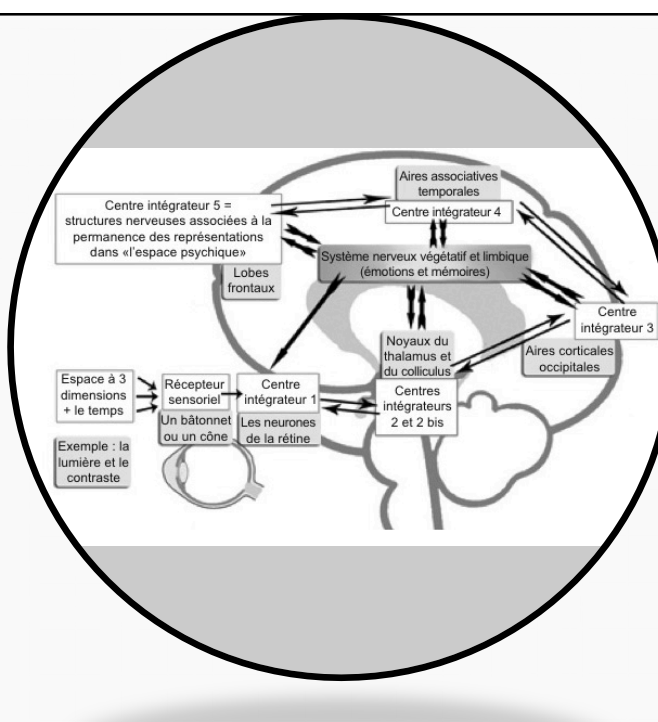 Aires associatives
temporales
Centre intégrateur 4
Centre intégrateur 5 =
structures nerveuses associées à la
permanence des représentations
dans «l'espace psychique»
Lobes
frontaux
Système nerveux végétatif et limbique
(émotions et mémoires)
Centre
intégrateur 3
Aires corticales
occipitales
Noyaux du
thalamus et
du colliculus
Centres
intégrateurs
2 et 2 bis
Espace à 3
dimensions
+ le temps
Récepteur
sensoriel
Centre
intégrateur 1
Un bâtonnet
ou un cône
Les neurones
de la rétine
Exemple : la
lumière et le
contraste